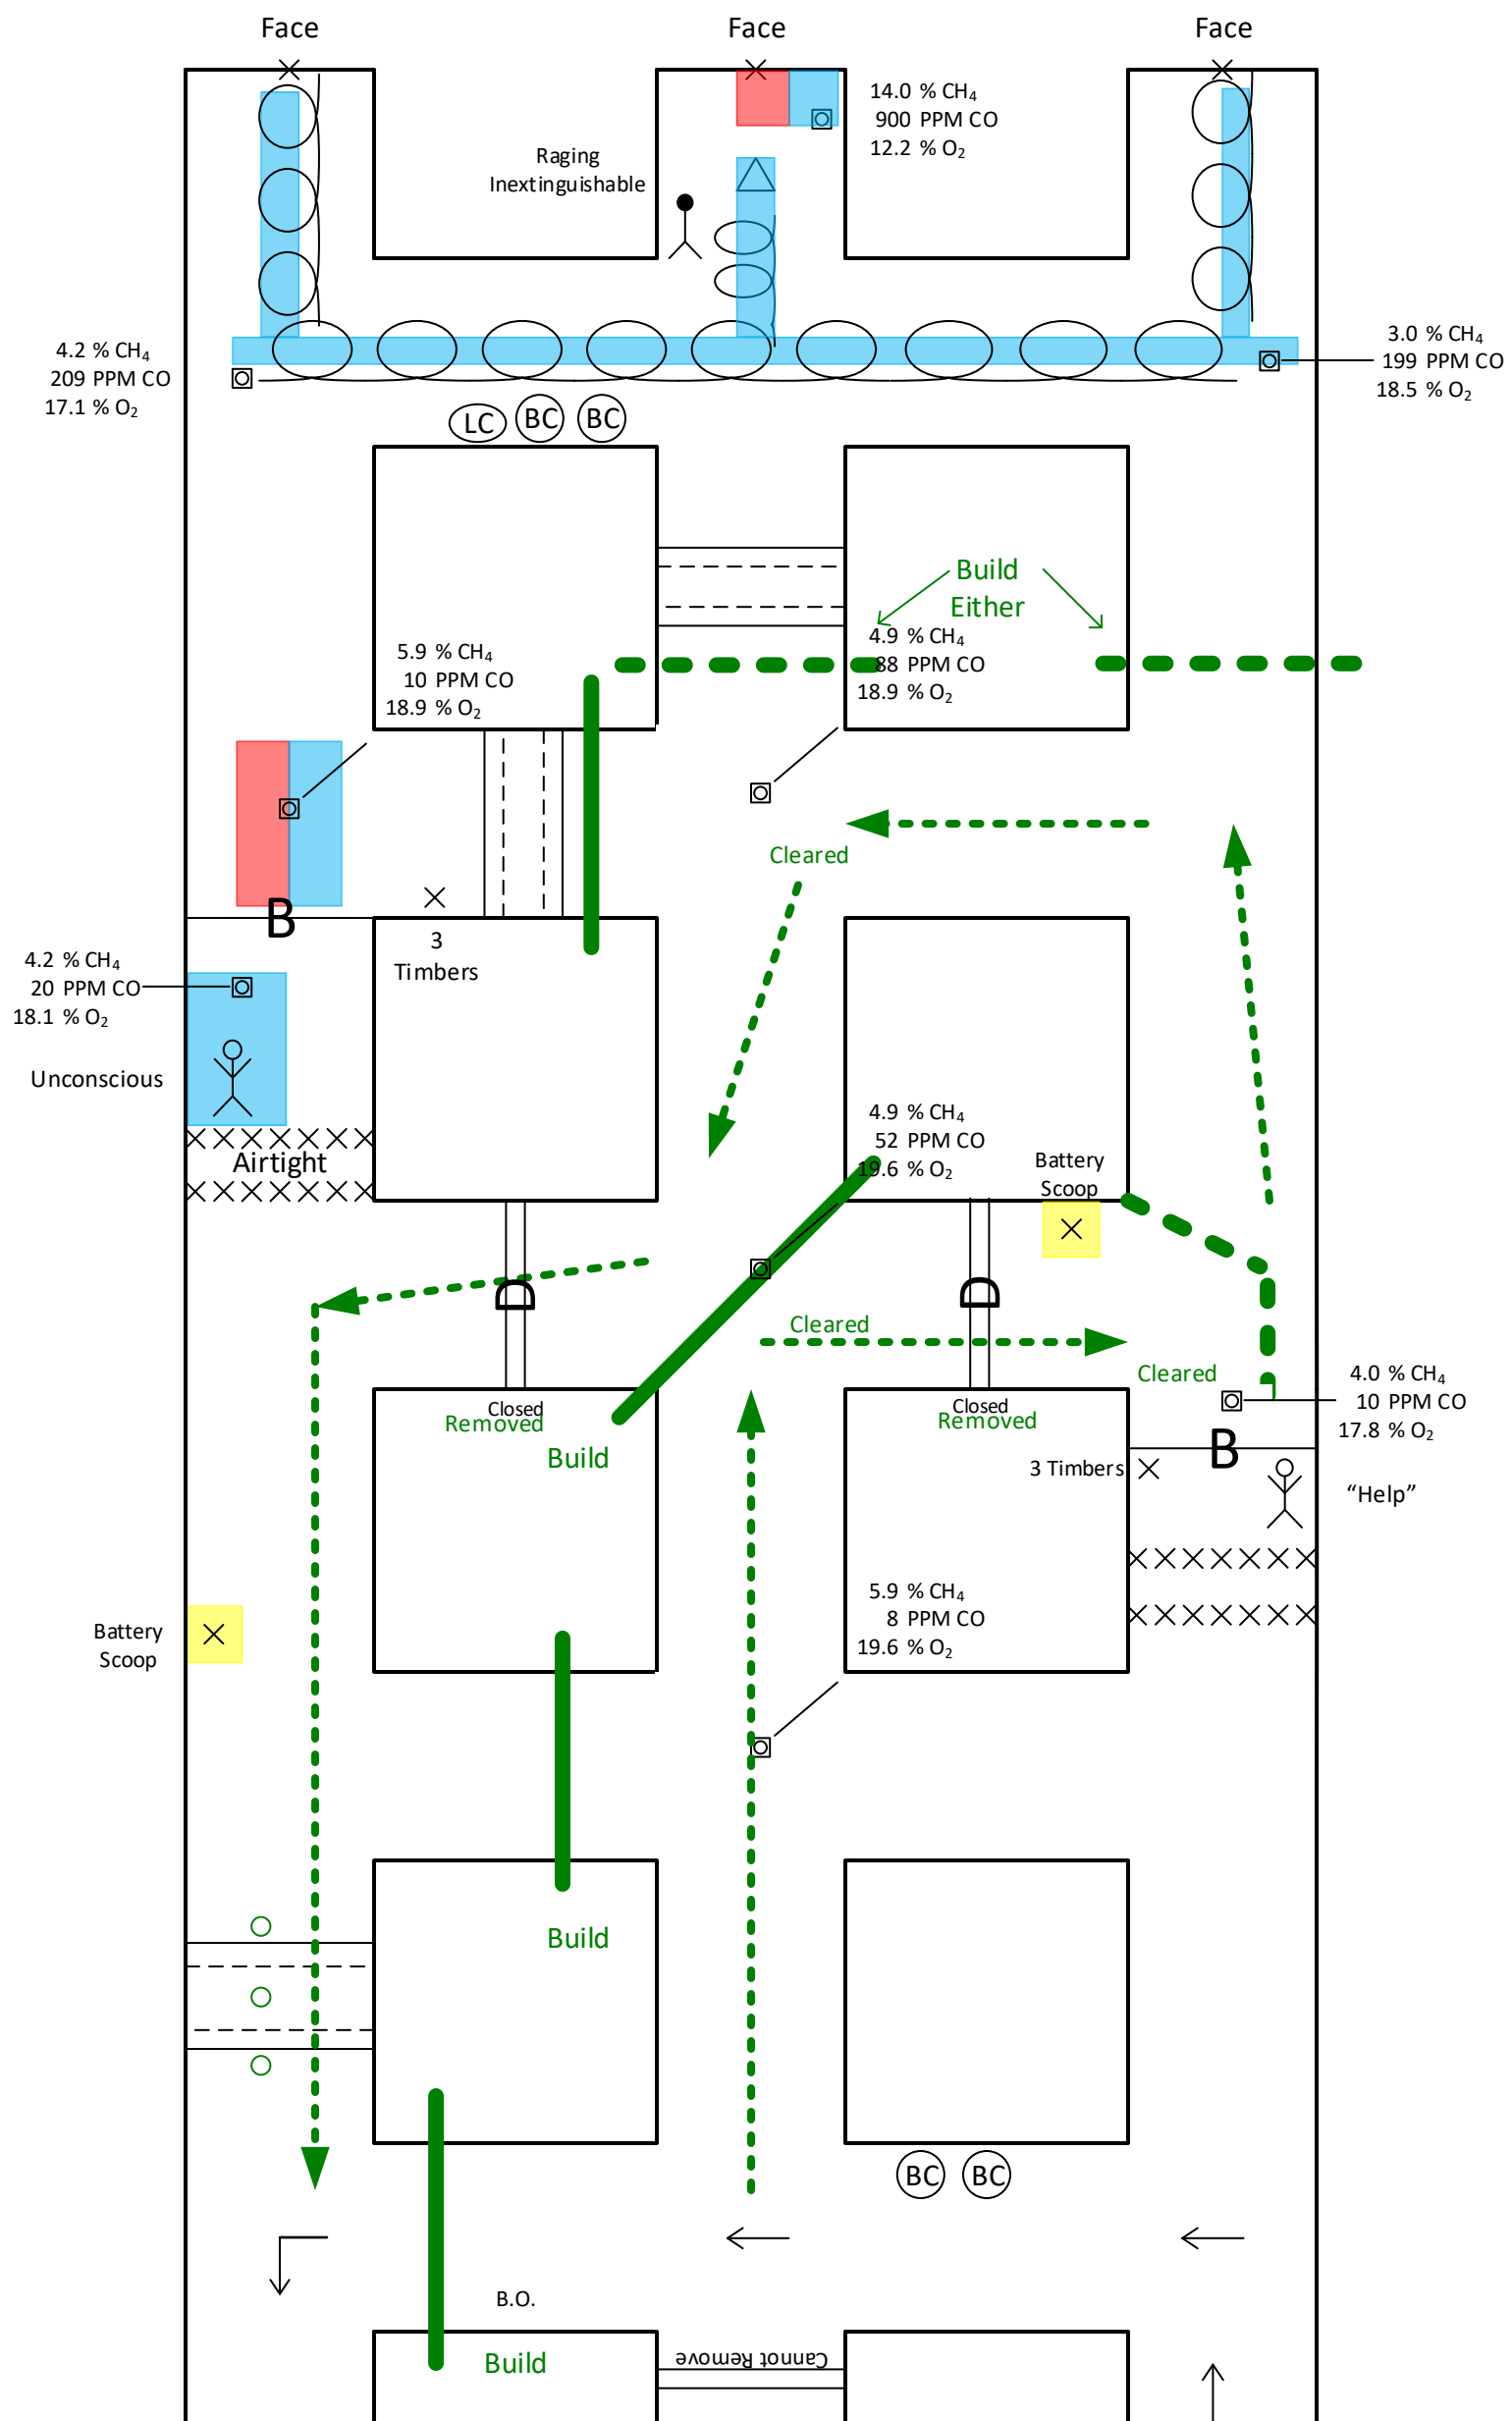 Face
Face
Face
14.0 % CH₄
900 PPM CO
12.2 % O₂
Raging
Inextinguishable
4.2 % CH₄
209 PPM CO
17.1 % O₂
3.0 % CH₄
199 PPM CO
18.5 % O₂
LC
BC
BC
Build
Either
5.9 % CH₄
10 PPM CO
18.9 % O₂
4.9 % CH₄
88 PPM CO
18.9 % O₂
Cleared
B
3
Timbers
4.2 % CH₄
20 PPM CO
18.1 % O₂
Unconscious
Airtight
4.9 % CH₄
52 PPM CO
19.6 % O₂
Battery
Scoop
D
D
Cleared
Cleared
4.0 % CH₄
10 PPM CO
17.8 % O₂
Closed
Removed
Closed
Removed
Build
B
3 Timbers
"Help"
5.9 % CH₄
8 PPM CO
19.6 % O₂
Battery
Scoop
Build
BC
BC
B.O.
Build
Cannot Remove